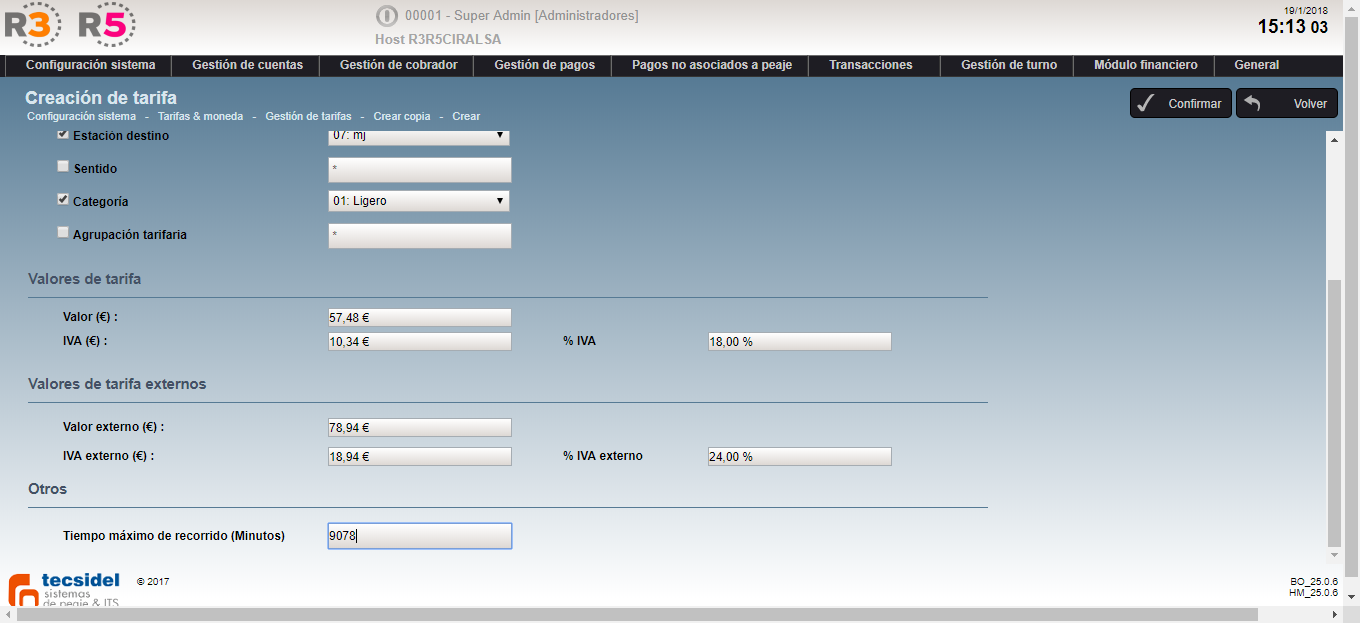 R3 R5
00001 - Super Admin [Administradores]
Host R3R5CIRALSA
19/1/2018
15:13 03
Configuración sistema Gestión de cuentas Gestión de cobrador Gestión de pagos Pagos no asociados a peaje Transacciones Gestión de turno Módulo financiero General
Creación de tarifa
Configuración sistema - Tarifas & moneda - Gestión de tarifas - Crear copia - Crear
Confirmar Volver
Estación destino 07: mj
Sentido *
Categoría 01: Ligero
Agrupación tarifaria *
Valores de tarifa
Valor (€) : 57,48 €
IVA (€) : 10,34 € % IVA 18,00 %
Valores de tarifa externos
Valor externo (€) : 78,94 €
IVA externo (€) : 18,94 € % IVA externo 24,00 %
Otros
Tiempo máximo de recorrido (Minutos) 9078
tecsidel © 2017
sistemas
de peaje & ITS
BO_25.0.6
HM_25.0.6